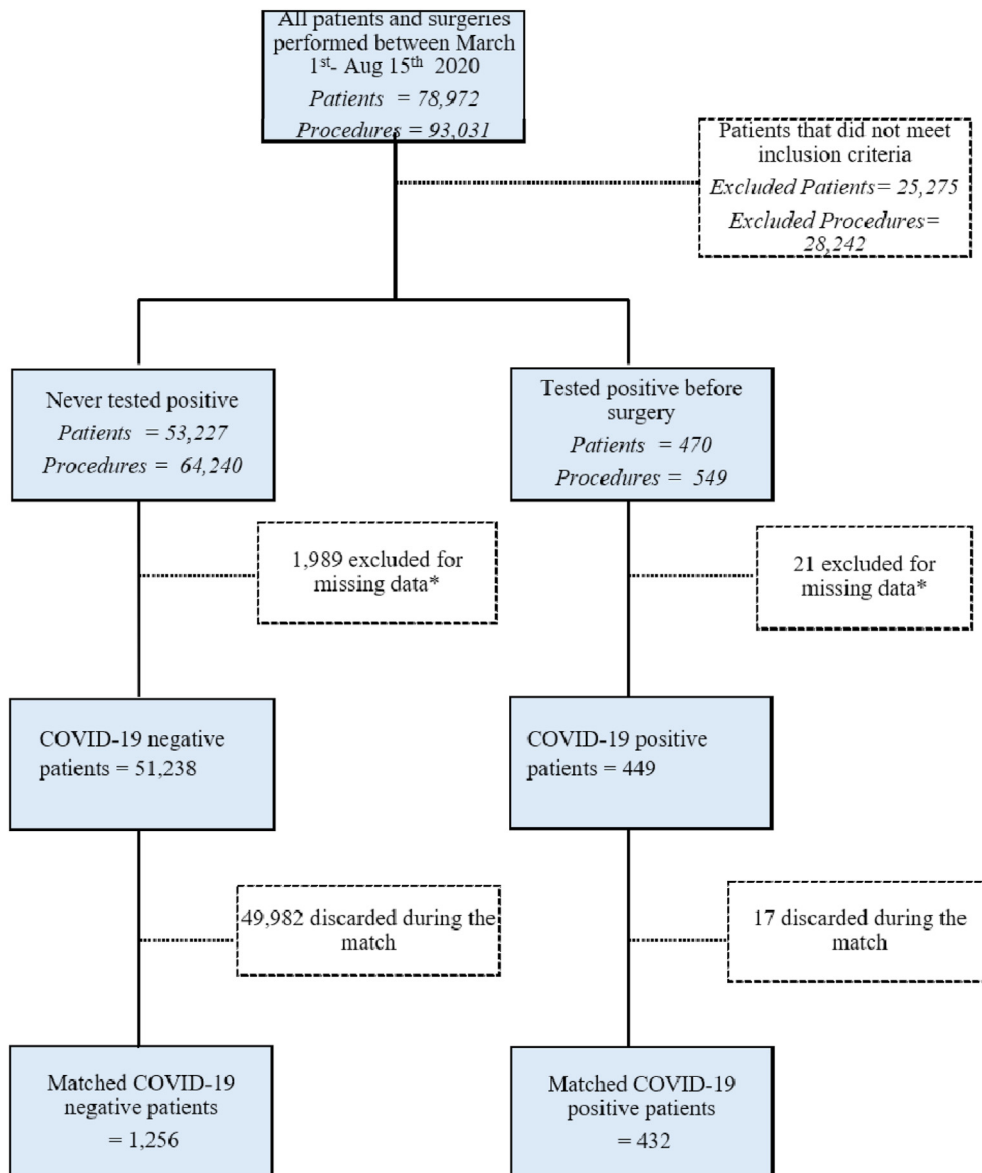 All patients and surgeries
performed between March
1st- Aug 15th 2020
Patients = 78,972
Procedures = 93,031
Patients that did not meet
inclusion criteria
Excluded Patients= 25,275
Excluded Procedures=
28,242
Never tested positive
Patients = 53,227
Procedures = 64,240
Tested positive before
surgery
Patients = 470
Procedures = 549
1,989 excluded for
missing data*
21 excluded for
missing data*
COVID-19 negative
patients = 51,238
COVID-19 positive
patients = 449
49,982 discarded during the
match
17 discarded during the
match
Matched COVID-19
negative patients
= 1,256
Matched COVID-19
positive patients
= 432